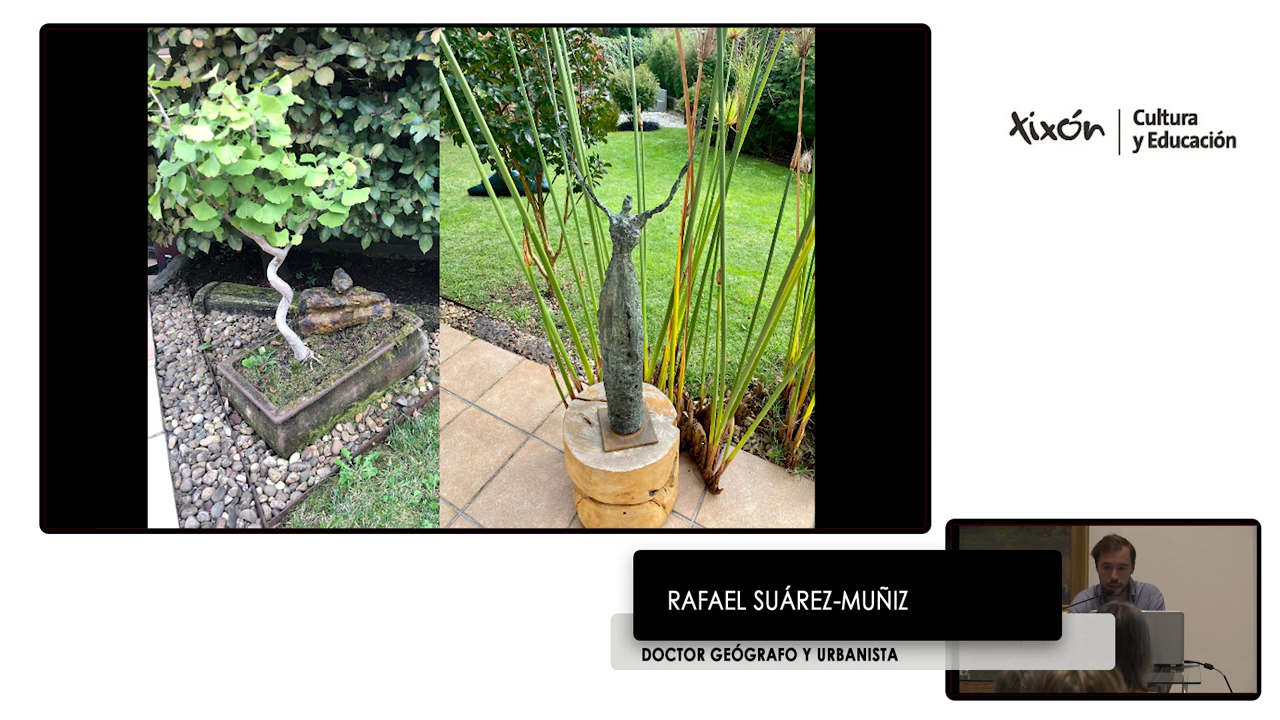 Xixón
Cultura
y Educación
RAFAEL SUÁREZ-MUÑIZ
DOCTOR GEÓGRAFO Y URBANISTA